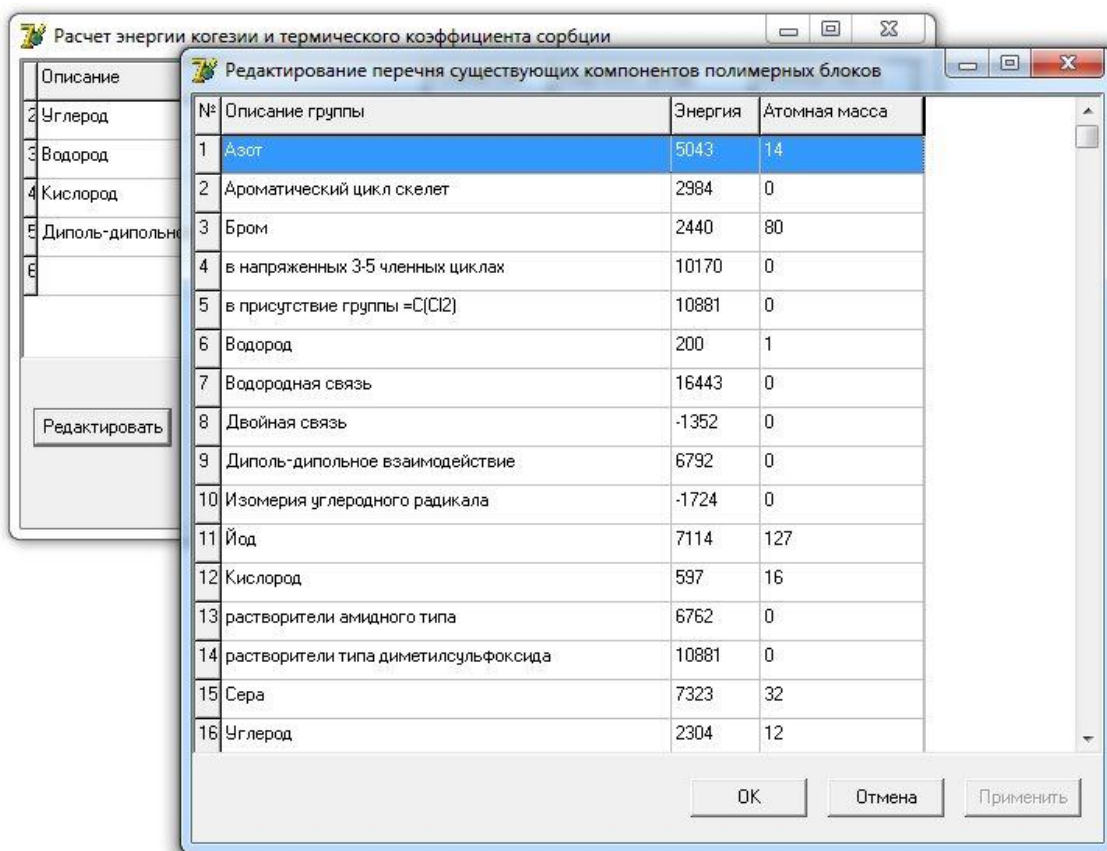 Расчет энергии когезии и термического коэффициента сорбции
Описание
2 Углерод
3 Водород
4 Кислород
5 Диполь-дипольно
6
Редактировать
Редактирование перечня существующих компонентов полимерных блоков
№ Описание группы Энергия Атомная масса
1 Азот 5043 14
2 Ароматический цикл скелет 2984 0
3 Бром 2440 80
4 в напряженных 3-5 членных циклах 10170 0
5 в присутствие группы =C(Cl2) 10881 0
6 Водород 200 1
7 Водородная связь 16443 0
8 Двойная связь -1352 0
9 Диполь-дипольное взаимодействие 6792 0
10 Изомерия углеродного радикала -1724 0
11 Йод 7114 127
12 Кислород 597 16
13 растворители амидного типа 6762 0
14 растворители типа диметилсульфоксида 10881 0
15 Сера 7323 32
16 Углерод 2304 12
OK Отмена Применить